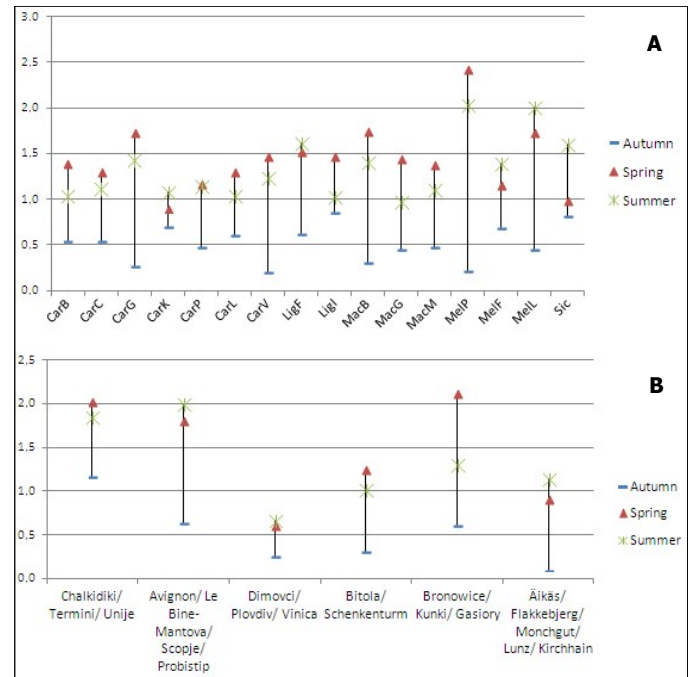 3.0
A
2.5
2.0
1.5
1.0
0.5
0.0
Autumn
Spring
Summer
CarB CarC CarG CarK CarP CarL CarV LigF LigI MacB MacG MacM MelP MelF MelL Sic
2.5
B
2.0
1.5
1.0
0.5
0.0
Autumn
Spring
Summer
Chalkidiki/
Termini/ Unije
Avignon/ Le
Bine-
Mantova/
Scopje/
Probistip
Dimovci/
Plovdiv/ Vinica
Bitola/
Schenkenturm
Bronowice/
Kunki/ Gasiory
Äikäs/
Flakkebjerg/
Monchgut/
Lunz/ Kirchhain